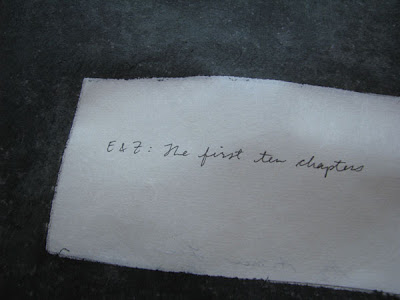 E & Z: The first ten chapters